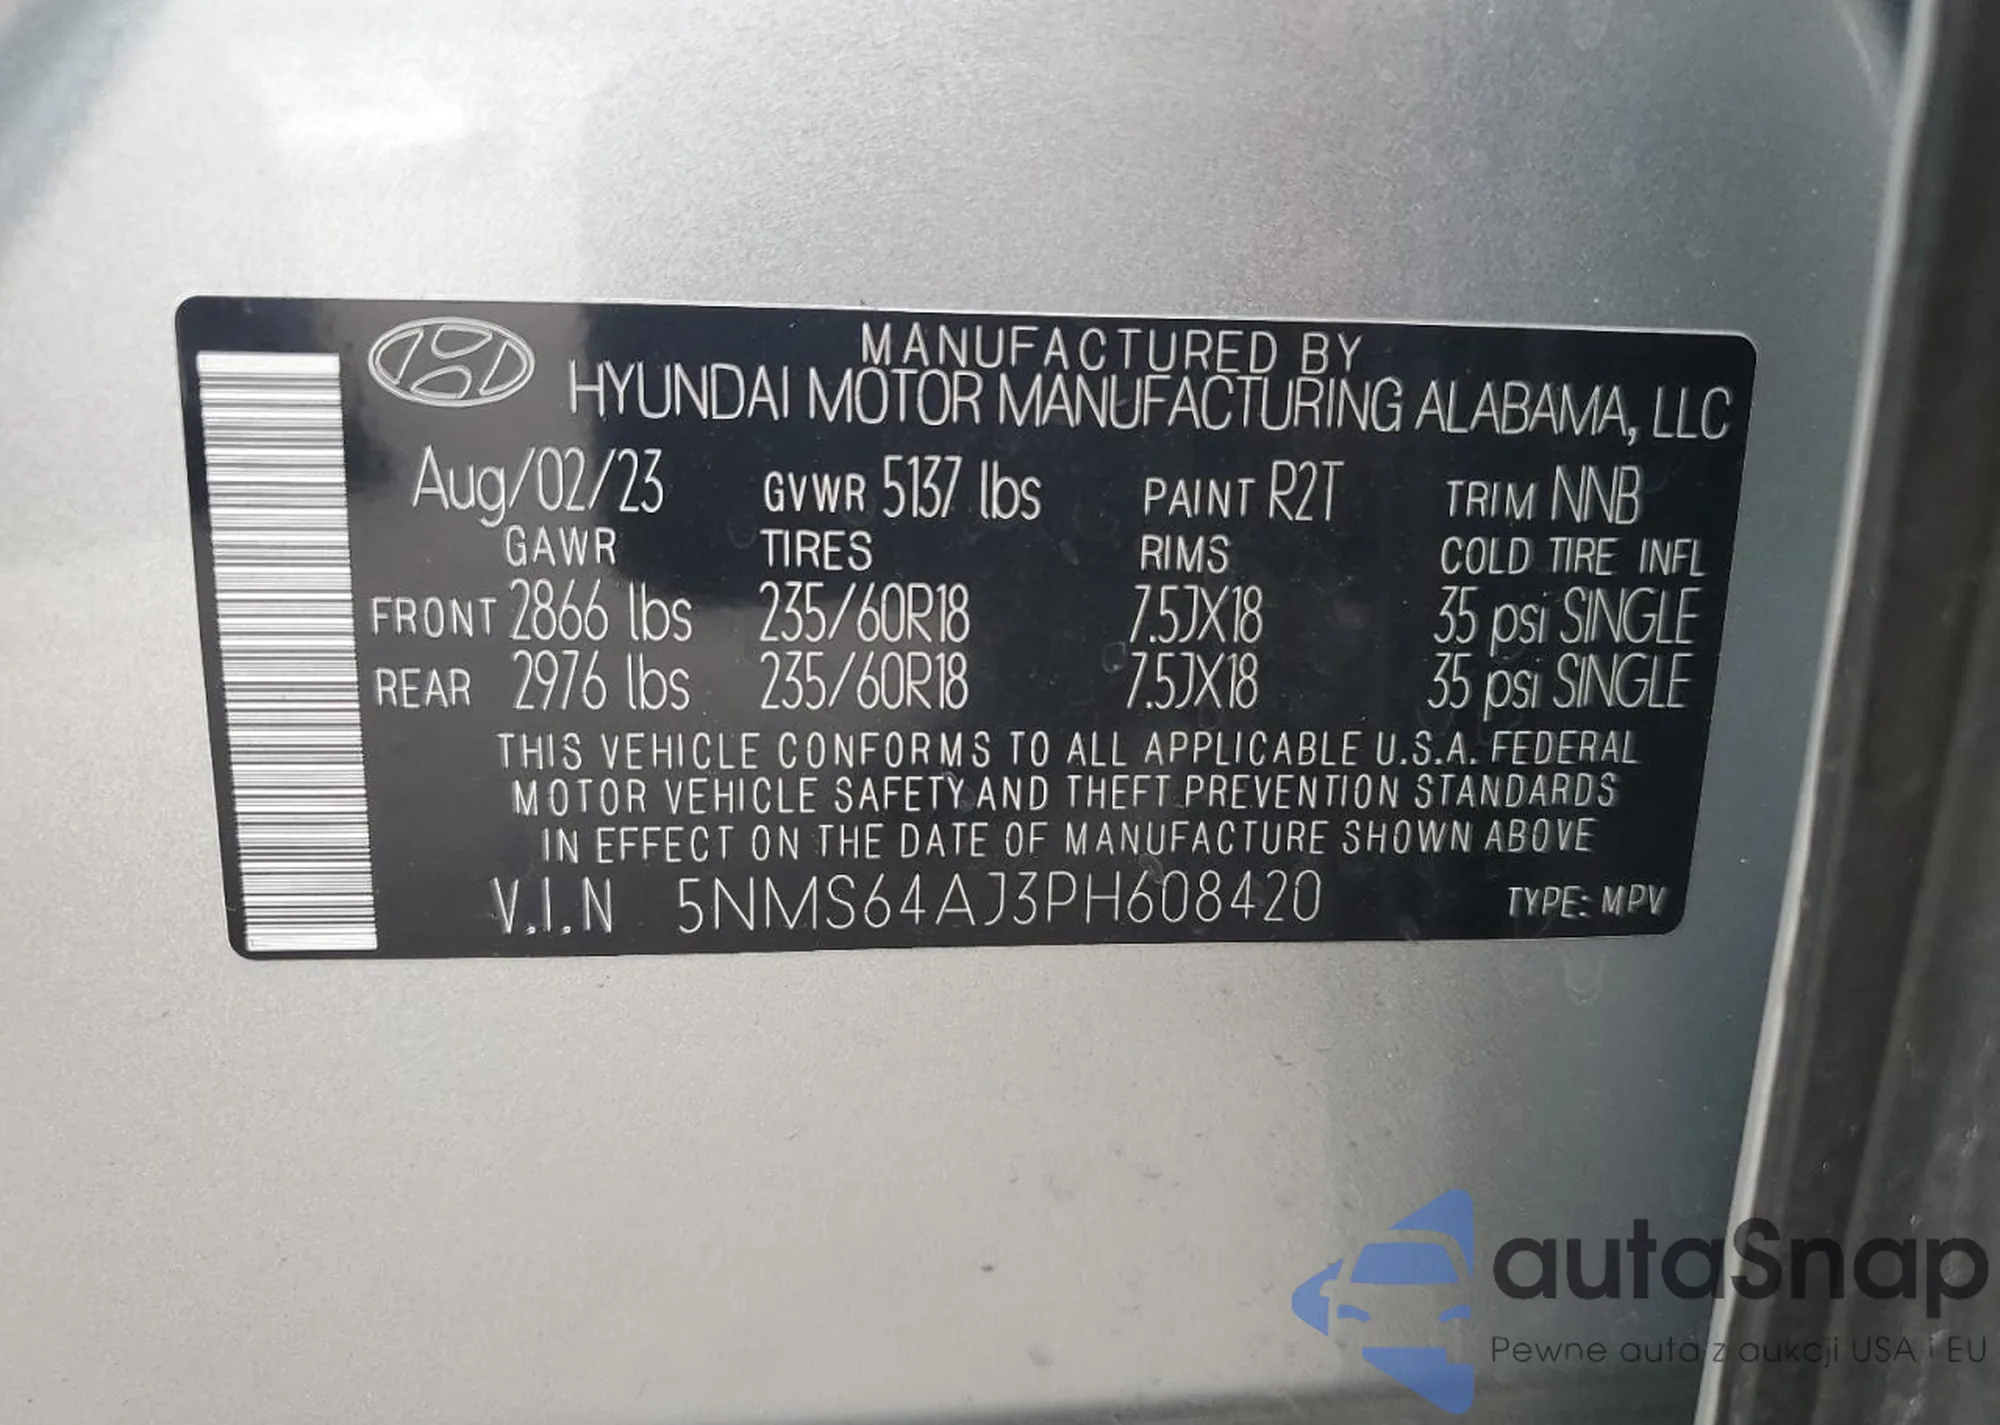 MANUFACTURED BY
HYUNDAI MOTOR MANUFACTURING ALABAMA, LLC
Aug/02/23 GVWR 5137 lbs PAINT R2T TRIM NNB
GAWR TIRES RIMS COLD TIRE INFL
FRONT 2866 lbs 235/60R18 7.5JX18 35 psi SINGLE
REAR 2976 lbs 235/60R18 7.5JX18 35 psi SINGLE
THIS VEHICLE CONFORMS TO ALL APPLICABLE U.S.A. FEDERAL
MOTOR VEHICLE SAFETY AND THEFT PREVENTION STANDARDS
IN EFFECT ON THE DATE OF MANUFACTURE SHOWN ABOVE
V.I.N 5NMS64AJ3PH608420 TYPE: MPV
autaSnap
Pewne auta z aukcji USA i EU